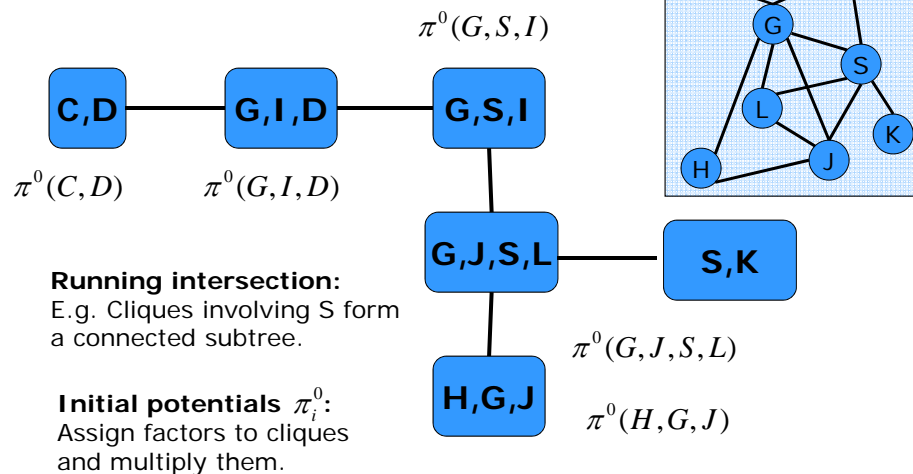 π⁰(G,S,I)
G
S
L
K
H
J
C,D
G,I,D
G,S,I
π⁰(C,D)
π⁰(G,I,D)
G,J,S,L
S,K
Running intersection:
E.g. Cliques involving S form
a connected subtree.
π⁰(G,J,S,L)
H,G,J
π⁰(H,G,J)
Initial potentials πᵢ⁰:
Assign factors to cliques
and multiply them.